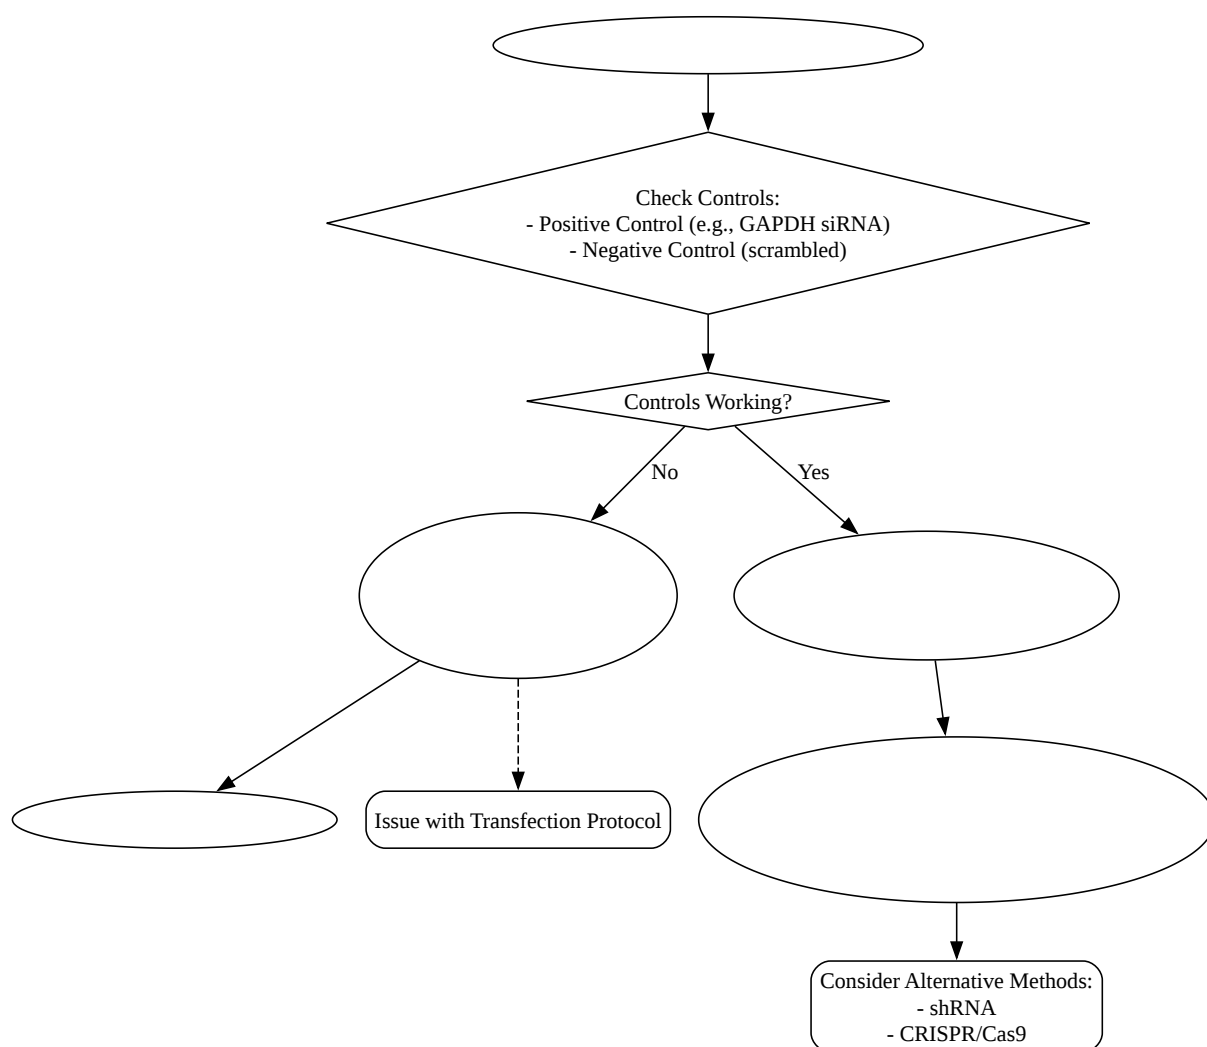 Check Controls:
- Positive Control (e.g., GAPDH siRNA)
- Negative Control (scrambled)
Controls Working?
No
Yes
Issue with Transfection Protocol
Consider Alternative Methods:
- shRNA
- CRISPR/Cas9